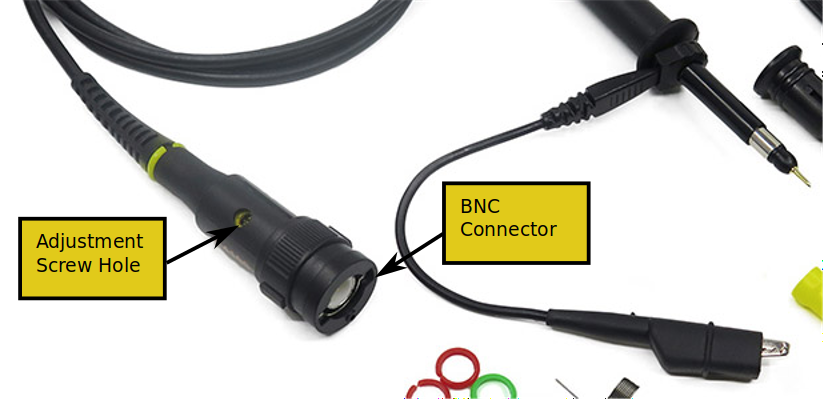 Adjustment
Screw Hole
BNC
Connector